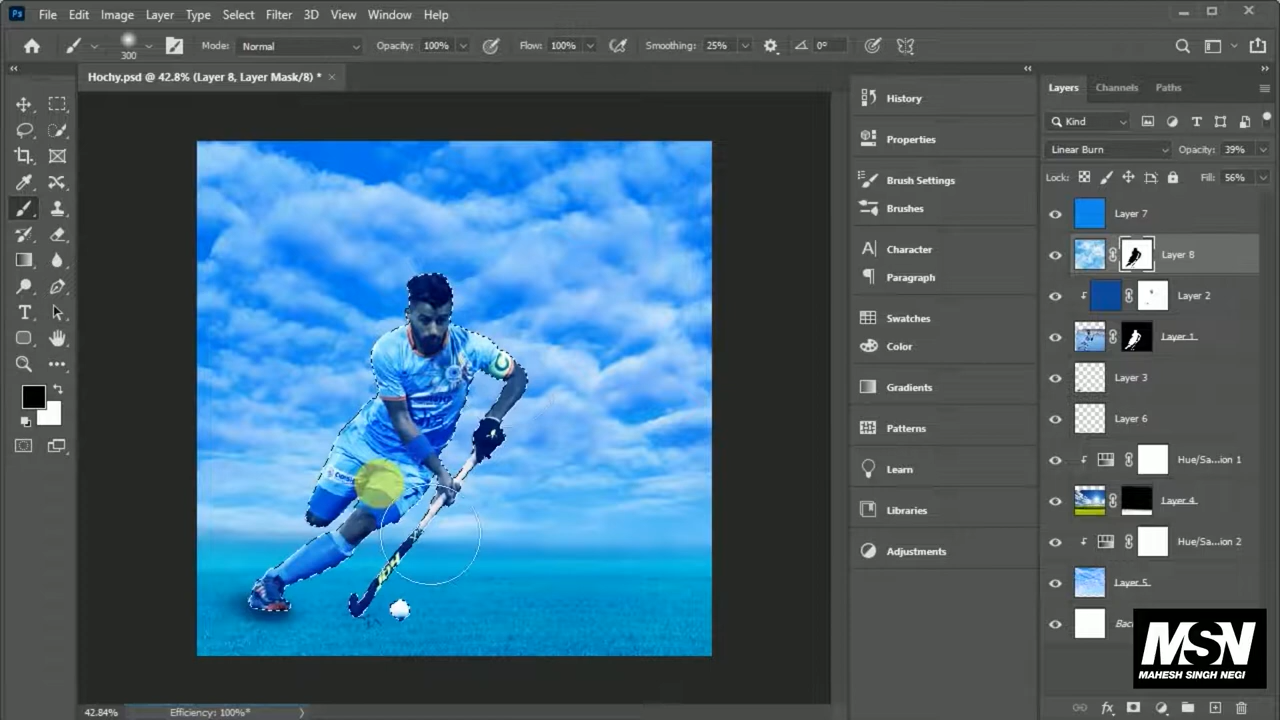 Ps File Edit Image Layer Type Select Filter 3D View Window Help
300 Mode: Normal Opacity: 100% Flow: 100% Smoothing: 25% 0°
Hochy.psd @ 42.8% (Layer 8, Layer Mask/8) *
History
Properties
Brush Settings
Brushes
Character
Paragraph
Swatches
Color
Gradients
Patterns
Learn
Libraries
Adjustments
Layers Channels Paths
Kind
Linear Burn Opacity: 39%
Lock: Fill: 56%
Layer 7
Layer 8
Layer 2
Layer 1
Layer 3
Layer 6
Hue/Sa...ion 1
Layer 4
Hue/Sa...ion 2
Layer 5
MSN
MAHESH SINGH NEGI
42.84% Efficiency: 100%*